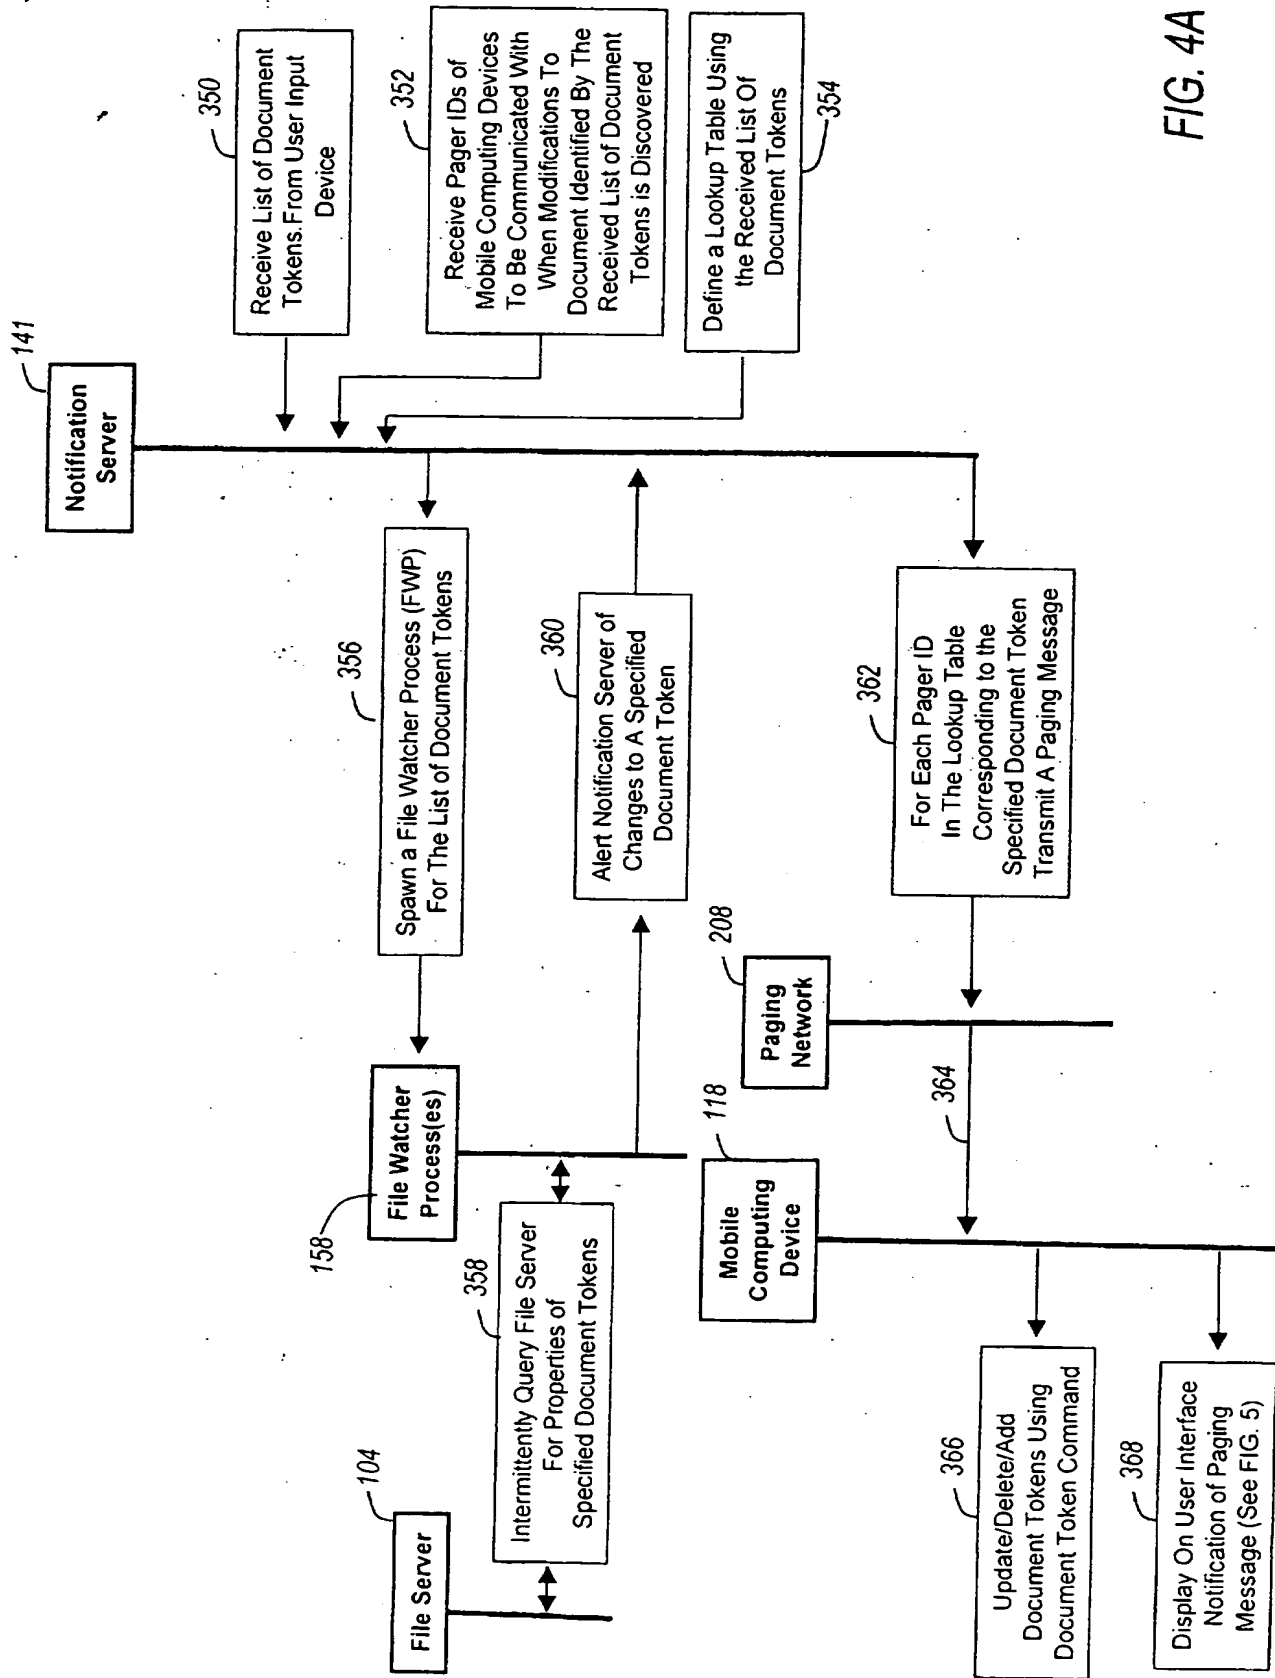 141
Notification
Server
350
Receive List of Document
Tokens.From User Input
Device
352
Receive Pager IDs of
Mobile Computing Devices
To Be Communicated With
When Modifications To
Document Identified By The
Received List of Document
Tokens is Discovered
Define a Lookup Table Using
the Received List Of
Document Tokens
354
356
Spawn a File Watcher Process (FWP)
For The List of Document Tokens
158
File Watcher
Process(es)
104
File Server
358
Intermittently Query File Server
For Properties of
Specified Document Tokens
360
Alert Notification Server of
Changes to A Specified
Document Token
362
For Each Pager ID
In The Lookup Table
Corresponding to the
Specified Document Token
Transmit A Paging Message
208
Paging
Network
364
118
Mobile
Computing
Device
366
Update/Delete/Add
Document Tokens Using
Document Token Command
368
Display On User Interface
Notification of Paging
Message (See FIG. 5)
FIG. 4A